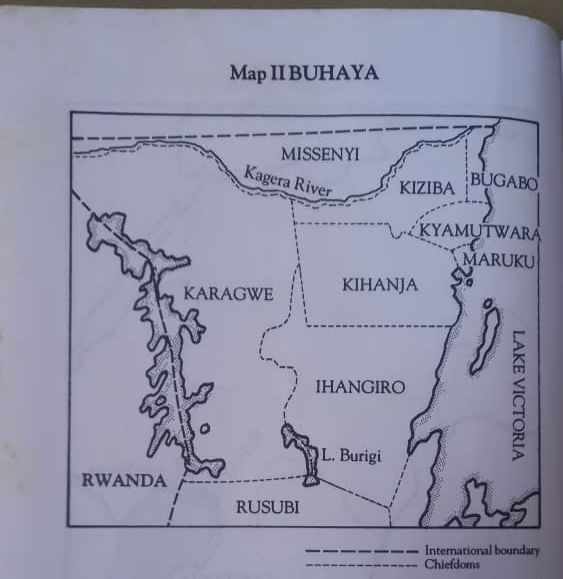 Map II BUHAYA
MISSENYI
Kagera River
KIZIBA
BUGABO
KYAMUTWARA
MARUKU
KARAGWE
KIHANJA
IHANGIRO
LAKE VICTORIA
L. Burigi
RWANDA
RUSUBI
International boundary
Chiefdoms